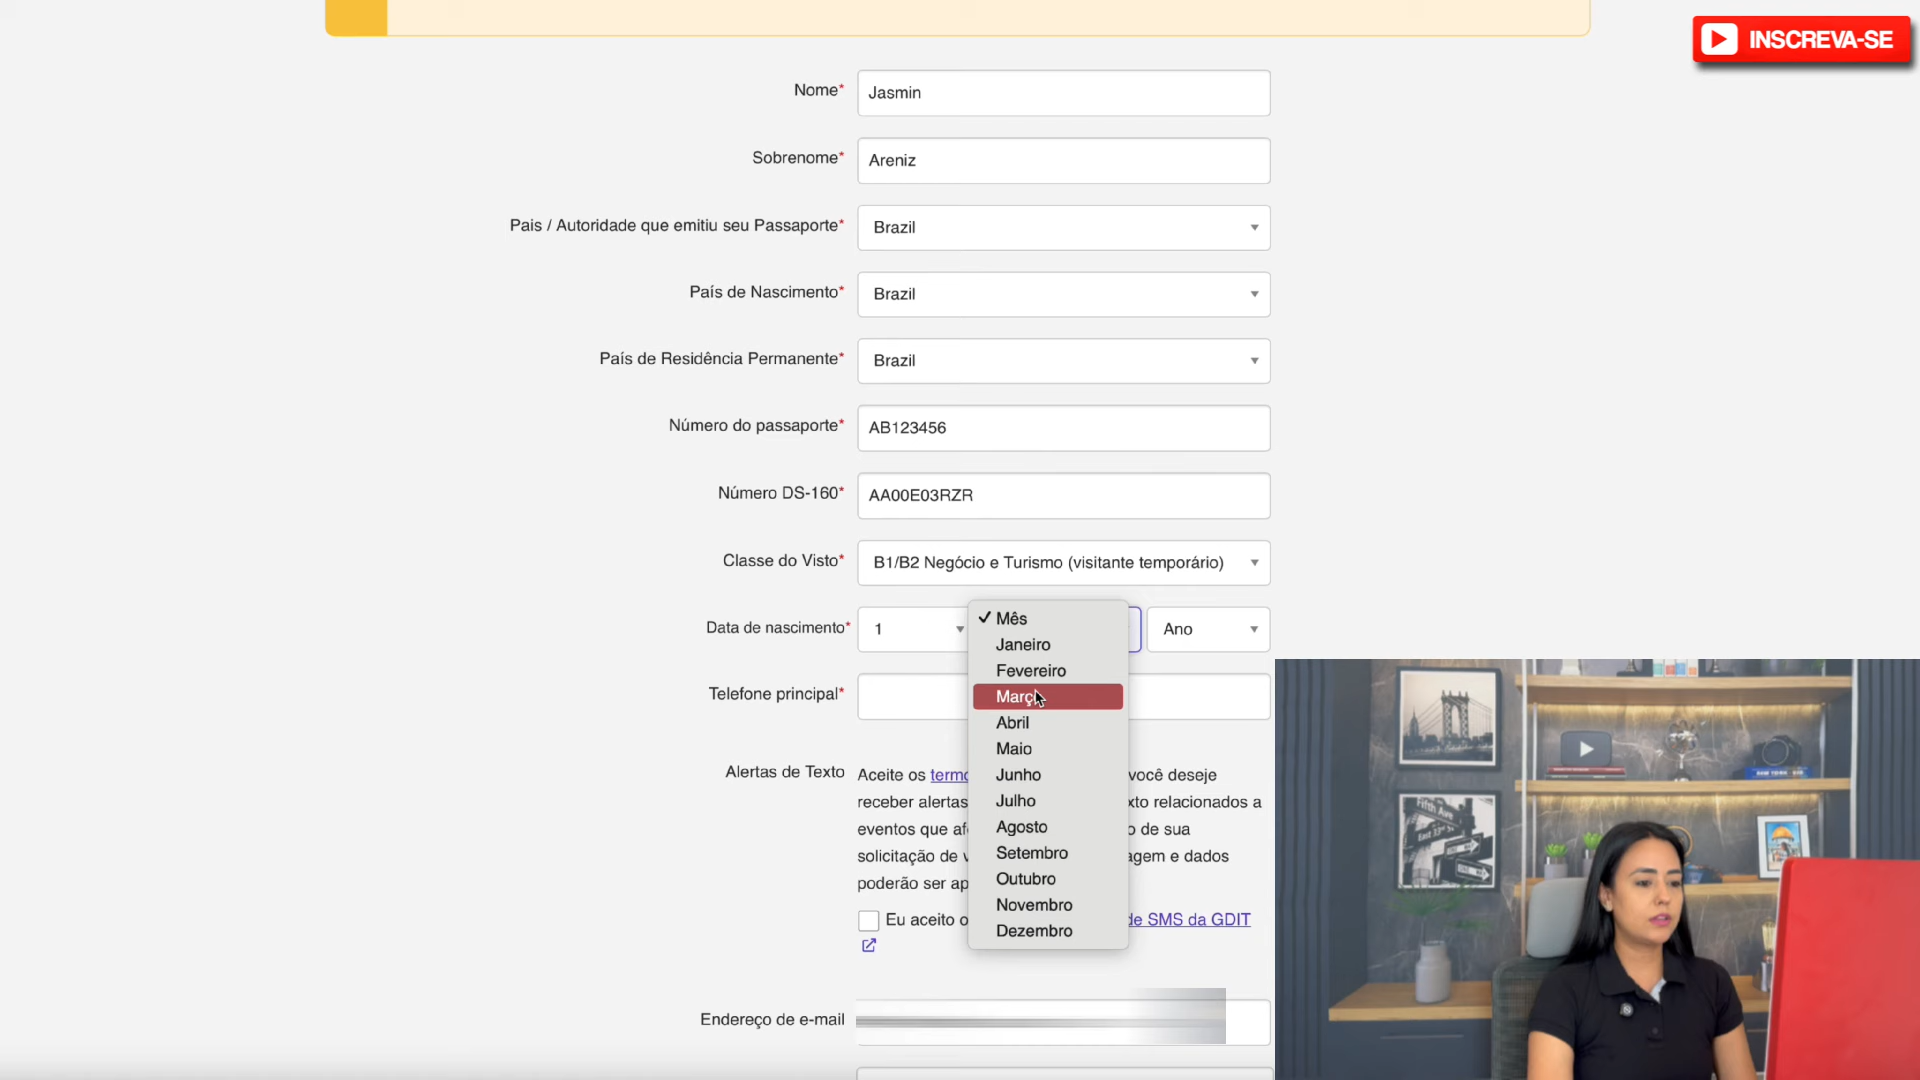 INSCREVA-SE
Nome* Jasmin
Sobrenome* Areniz
Pais / Autoridade que emitiu seu Passaporte* Brazil
País de Nascimento* Brazil
País de Residência Permanente* Brazil
Número do passaporte* AB123456
Número DS-160* AA00E03RZR
Classe do Visto* B1/B2 Negócio e Turismo (visitante temporário)
Data de nascimento* 1 Ano
✓ Mês
Janeiro
Fevereiro
Março
Abril
Maio
Junho
Julho
Agosto
Setembro
Outubro
Novembro
Dezembro
Telefone principal*
Alertas de Texto Aceite os você deseje
receber alertas relacionados a
eventos que de sua
solicitação de e dados
poderão ser
Eu aceito de SMS da GDIT
Endereço de e-mail
Fifth Ave
East